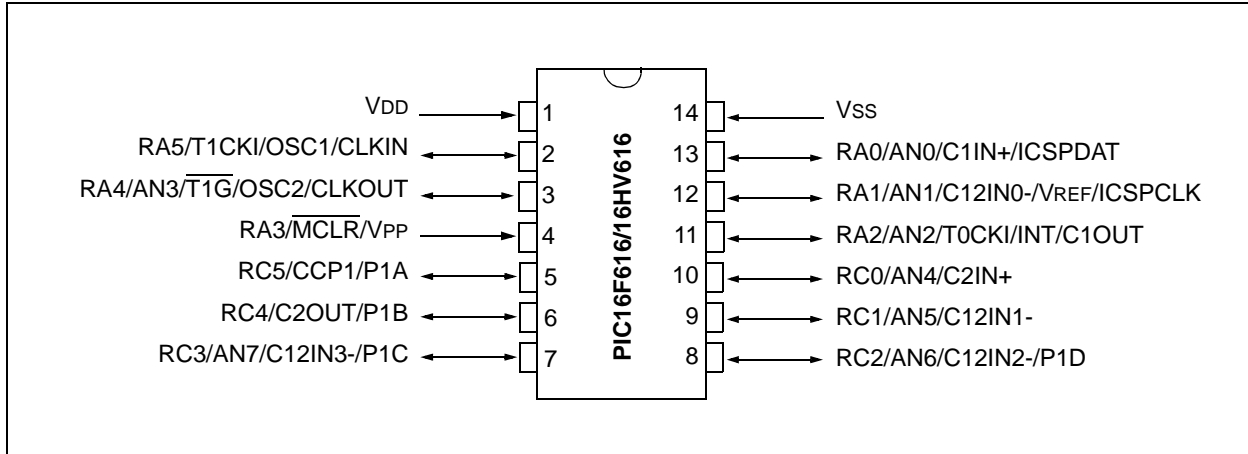 VDD
RA5/T1CKI/OSC1/CLKIN
RA4/AN3/T1G/OSC2/CLKOUT
RA3/MCLR/VPP
RC5/CCP1/P1A
RC4/C2OUT/P1B
RC3/AN7/C12IN3-/P1C
1
2
3
4
5
6
7
PIC16F616/16HV616
14
13
12
11
10
9
8
VSS
RA0/AN0/C1IN+/ICSPDAT
RA1/AN1/C12IN0-/VREF/ICSPCLK
RA2/AN2/T0CKI/INT/C1OUT
RC0/AN4/C2IN+
RC1/AN5/C12IN1-
RC2/AN6/C12IN2-/P1D